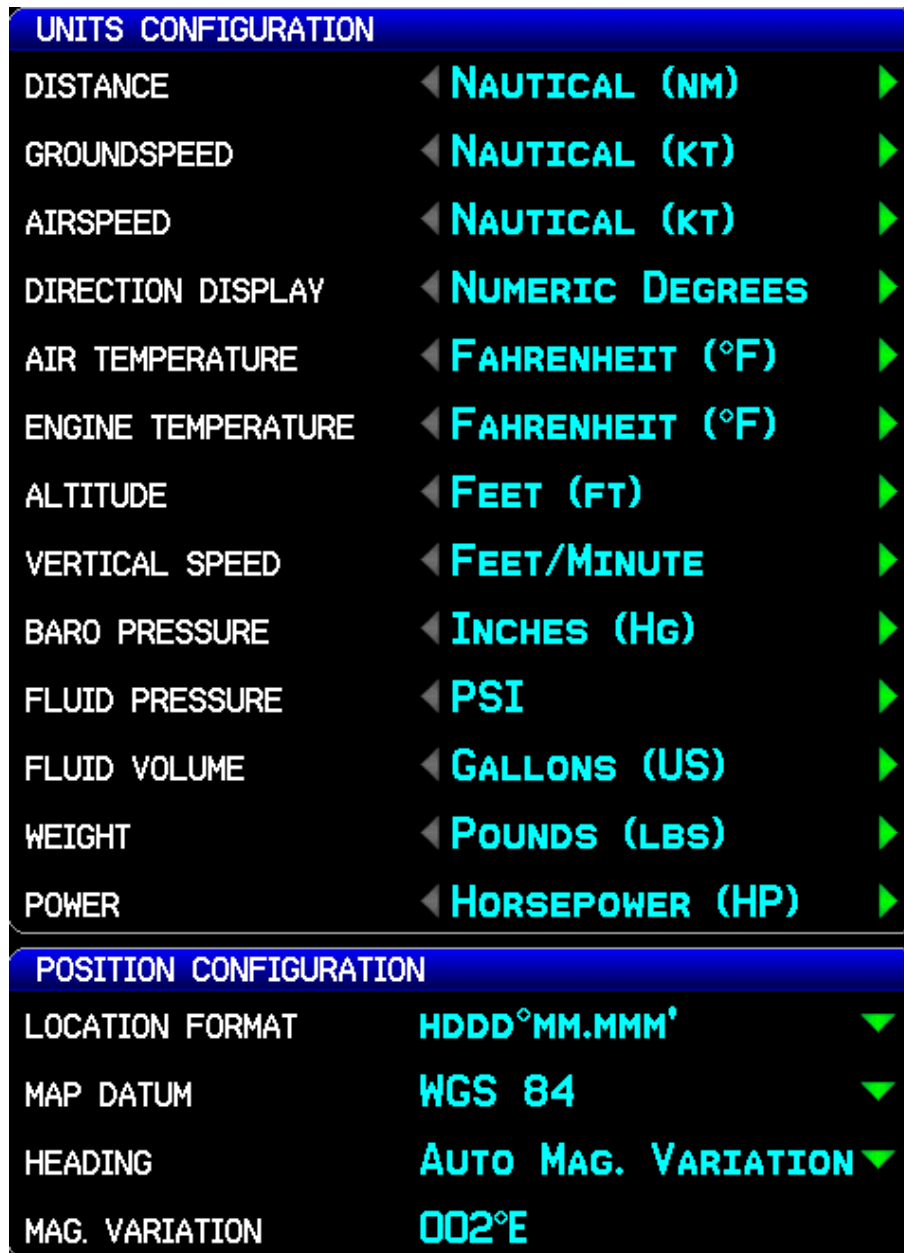 UNITS CONFIGURATION
DISTANCE Nautical (nm)
GROUNDSPEED Nautical (kt)
AIRSPEED Nautical (kt)
DIRECTION DISPLAY Numeric Degrees
AIR TEMPERATURE Fahrenheit (°F)
ENGINE TEMPERATURE Fahrenheit (°F)
ALTITUDE Feet (ft)
VERTICAL SPEED Feet/Minute
BARO PRESSURE Inches (Hg)
FLUID PRESSURE PSI
FLUID VOLUME Gallons (US)
WEIGHT Pounds (lbs)
POWER Horsepower (HP)
POSITION CONFIGURATION
LOCATION FORMAT hddd°mm.mmm'
MAP DATUM WGS 84
HEADING Auto Mag. Variation
MAG. VARIATION 002°E